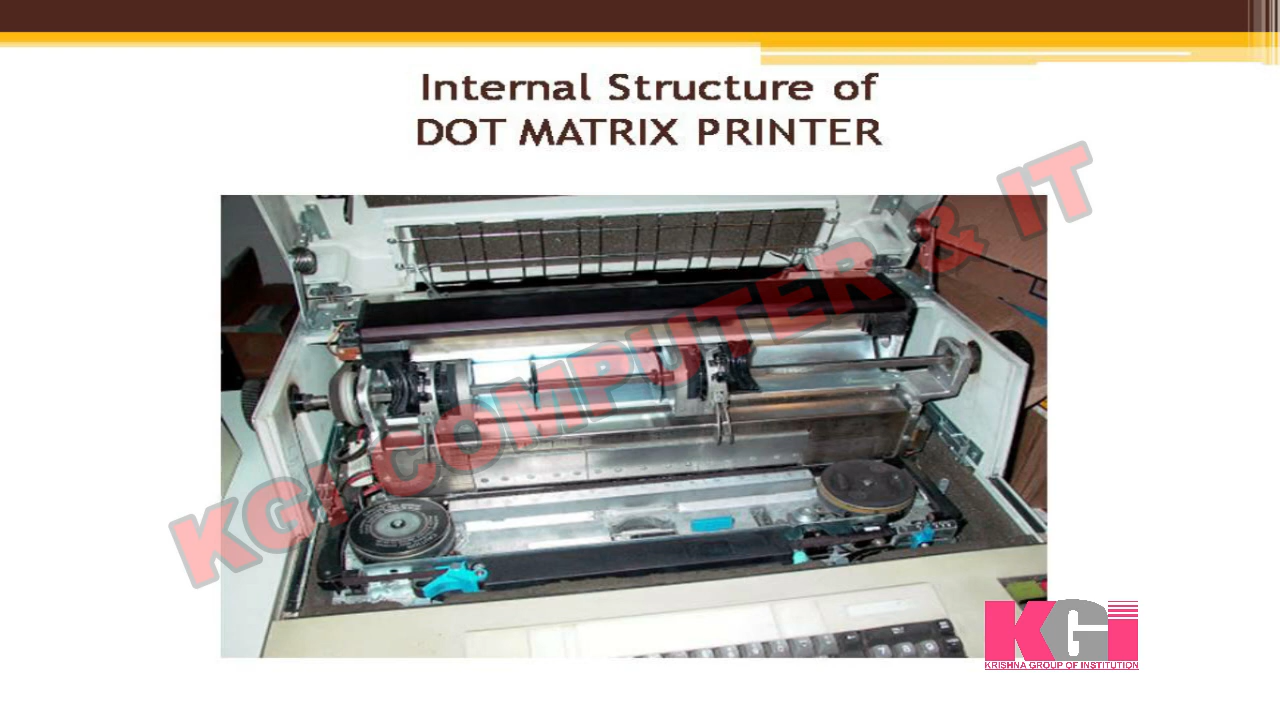 Internal Structure of
DOT MATRIX PRINTER
KGI COMPUTER & IT
KGi
KRISHNA GROUP OF INSTITUTION